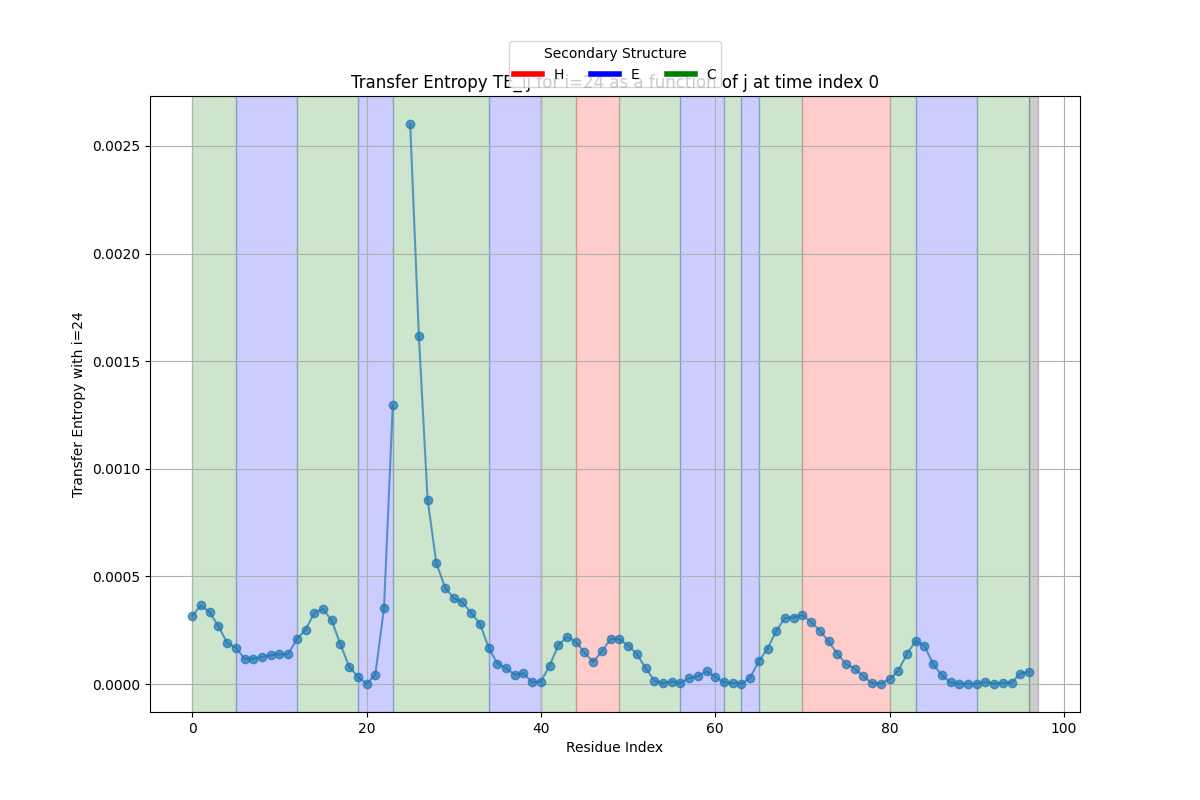 Secondary Structure
H E C
Transfer Entropy TE_ij for i=24 as a function of j at time index 0
0.0025
0.0020
0.0015
0.0010
0.0005
0.0000
Transfer Entropy with i=24
0 20 40 60 80 100
Residue Index